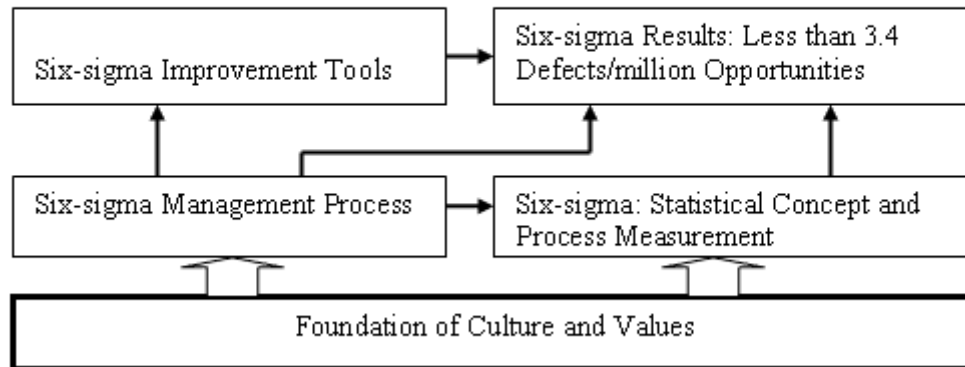 Six-sigma Improvement Tools
Six-sigma Results: Less than 3.4
Defects/million Opportunities
Six-sigma Management Process
Six-sigma: Statistical Concept and
Process Measurement
Foundation of Culture and Values